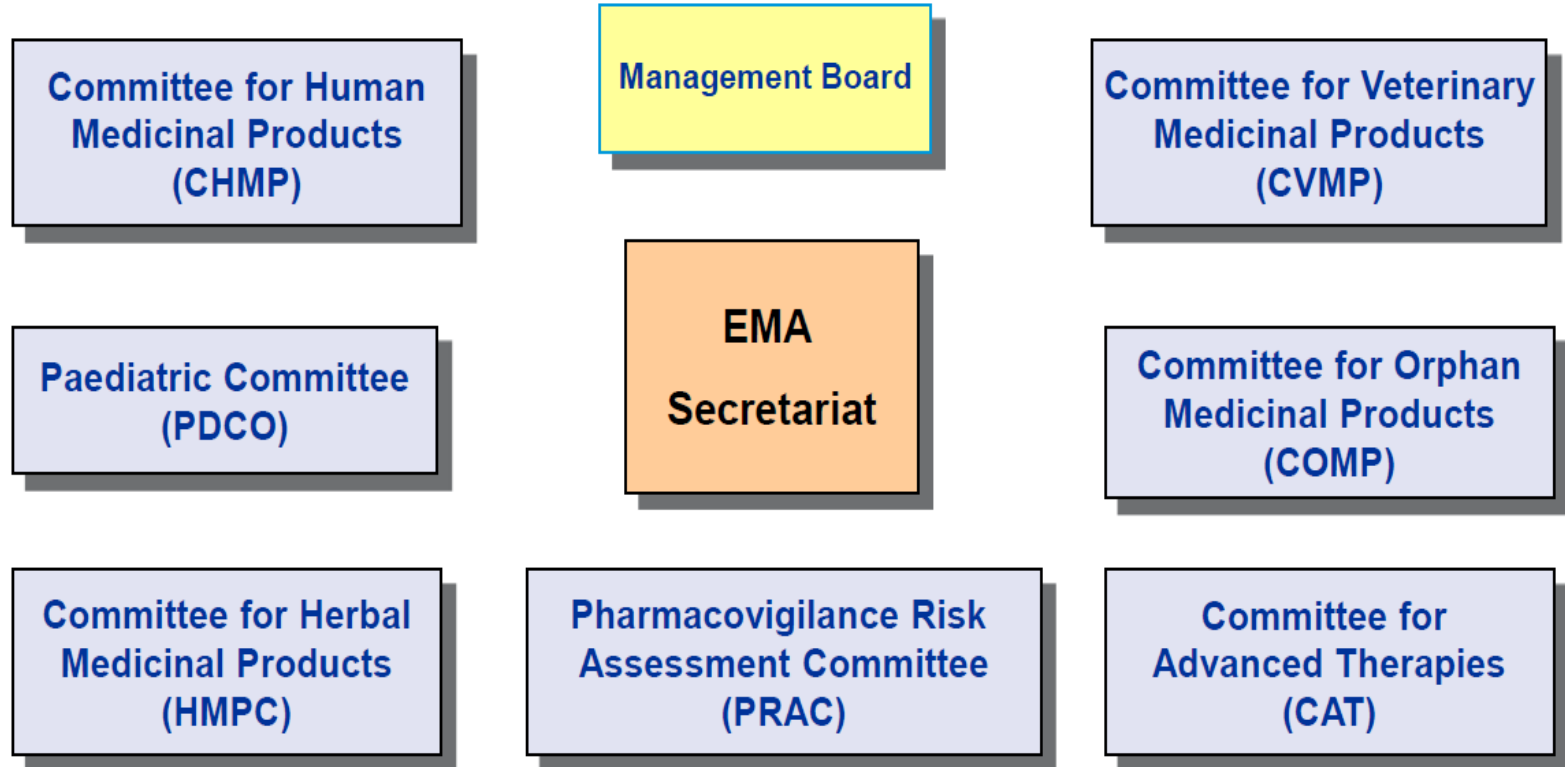 Committee for Human
Medicinal Products
(CHMP)
Management Board
Committee for Veterinary
Medicinal Products
(CVMP)
Paediatric Committee
(PDCO)
EMA
Secretariat
Committee for Orphan
Medicinal Products
(COMP)
Committee for Herbal
Medicinal Products
(HMPC)
Pharmacovigilance Risk
Assessment Committee
(PRAC)
Committee for
Advanced Therapies
(CAT)